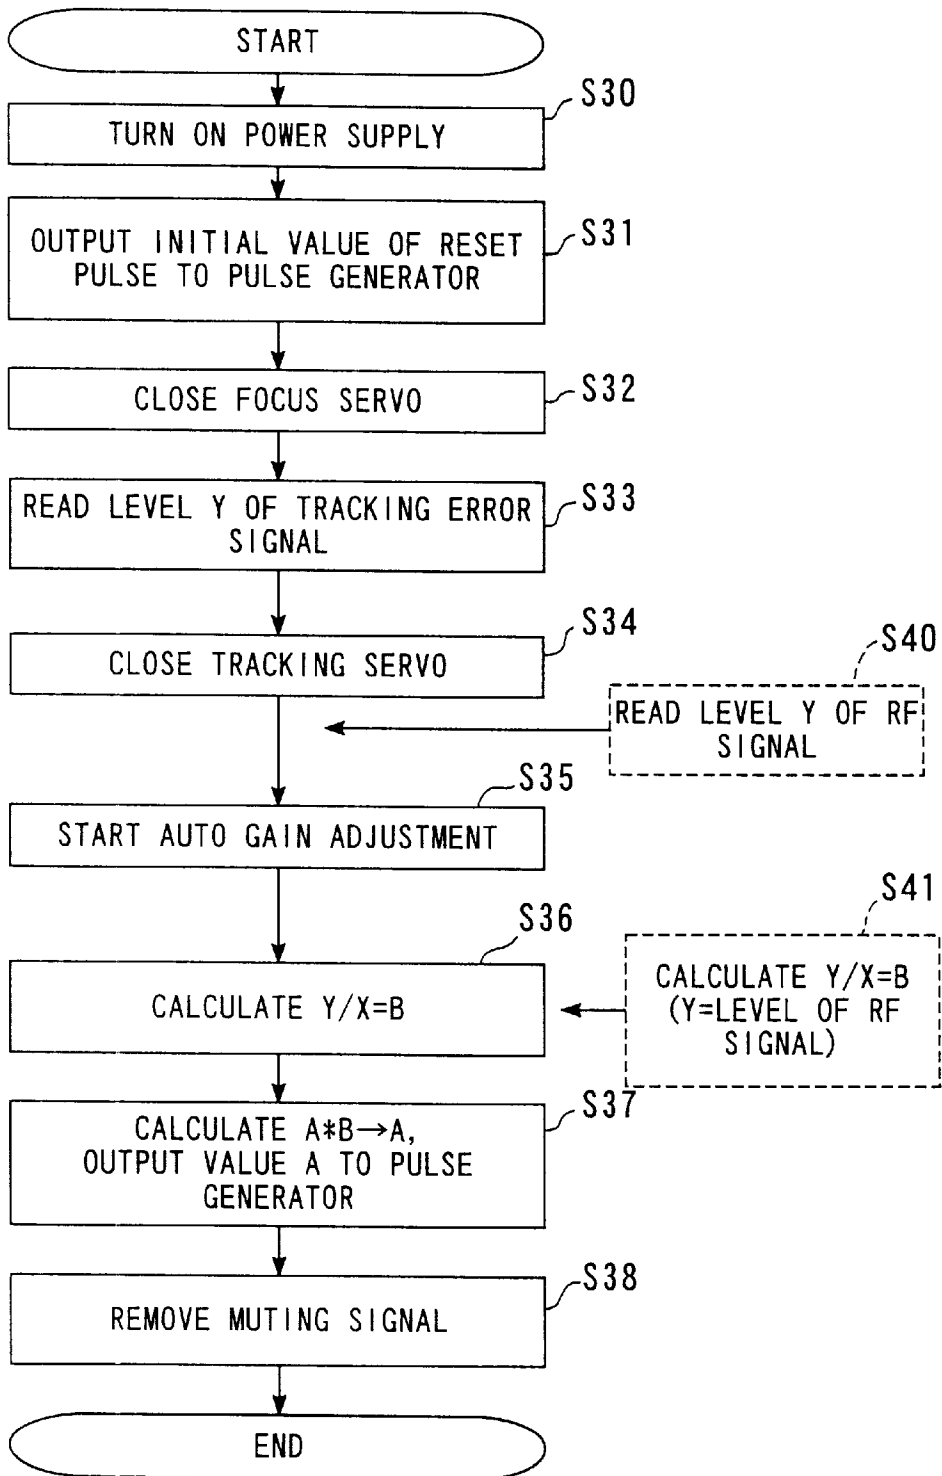 START
S30
TURN ON POWER SUPPLY
S31
OUTPUT INITIAL VALUE OF RESET
PULSE TO PULSE GENERATOR
S32
CLOSE FOCUS SERVO
S33
READ LEVEL Y OF TRACKING ERROR
SIGNAL
S34
CLOSE TRACKING SERVO
S40
READ LEVEL Y OF RF
SIGNAL
S35
START AUTO GAIN ADJUSTMENT
S36
CALCULATE Y/X=B
S41
CALCULATE Y/X=B
(Y=LEVEL OF RF
SIGNAL)
S37
CALCULATE A*B→A,
OUTPUT VALUE A TO PULSE
GENERATOR
S38
REMOVE MUTING SIGNAL
END